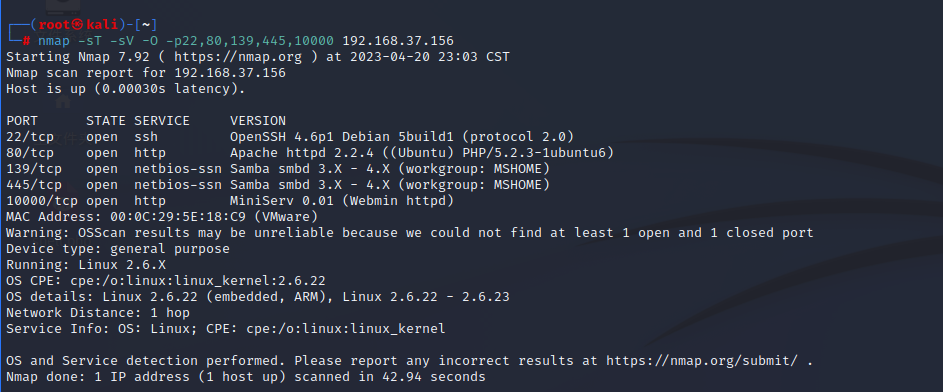 ┌──(root㉿kali)-[~]
└─# nmap -sT -sV -O -p22,80,139,445,10000 192.168.37.156
Starting Nmap 7.92 ( https://nmap.org ) at 2023-04-20 23:03 CST
Nmap scan report for 192.168.37.156
Host is up (0.00030s latency).

PORT      STATE SERVICE     VERSION
22/tcp    open  ssh         OpenSSH 4.6p1 Debian 5build1 (protocol 2.0)
80/tcp    open  http        Apache httpd 2.2.4 ((Ubuntu) PHP/5.2.3-1ubuntu6)
139/tcp   open  netbios-ssn Samba smbd 3.X - 4.X (workgroup: MSHOME)
445/tcp   open  netbios-ssn Samba smbd 3.X - 4.X (workgroup: MSHOME)
10000/tcp open  http        MiniServ 0.01 (Webmin httpd)
MAC Address: 00:0C:29:5E:18:C9 (VMware)
Warning: OSScan results may be unreliable because we could not find at least 1 open and 1 closed port
Device type: general purpose
Running: Linux 2.6.X
OS CPE: cpe:/o:linux:linux_kernel:2.6.22
OS details: Linux 2.6.22 (embedded, ARM), Linux 2.6.22 - 2.6.23
Network Distance: 1 hop
Service Info: OS: Linux; CPE: cpe:/o:linux:linux_kernel

OS and Service detection performed. Please report any incorrect results at https://nmap.org/submit/ .
Nmap done: 1 IP address (1 host up) scanned in 42.94 seconds